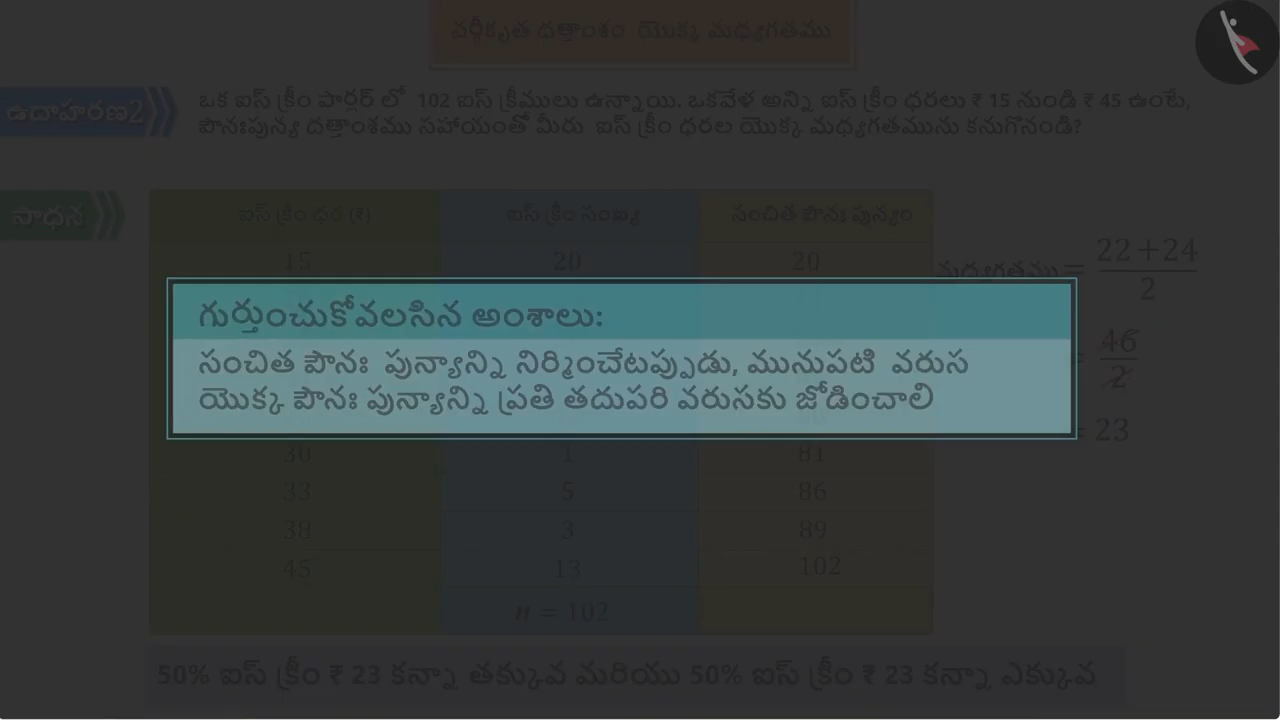 వర్గీకృత దత్తాంశం యొక్క మధ్యగతము
ఉదాహరణ2
ఒక ఐస్ క్రీం పార్లర్ లో 102 ఐస్ క్రీములు ఉన్నాయి. ఒకవేళ అన్ని ఐస్ క్రీం ధరలు ₹ 15 నుండి ₹ 45 ఉంటే,
పౌనఃపున్య దత్తాంశము సహాయంతో మీరు ఐస్ క్రీం ధరల యొక్క మధ్యగతమును కనుగొనండి?
సాధన
ఐస్ క్రీం ధర (₹) ఐస్ క్రీం సంఖ్య సంచిత పౌనః పున్యం
15 20 20
మధ్యగతము = 22+24
2
గుర్తుంచుకోవలసిన అంశాలు:
సంచిత పౌనః పున్యాన్ని నిర్మించేటప్పుడు, మునుపటి వరుస
యొక్క పౌనః పున్యాన్ని ప్రతి తదుపరి వరుసకు జోడించాలి
= 46
2
= 23
30 1 81
33 5 86
38 3 89
45 13 102
n = 102
50% ఐస్ క్రీం ₹ 23 కన్నా తక్కువ మరియు 50% ఐస్ క్రీం ₹ 23 కన్నా ఎక్కువ